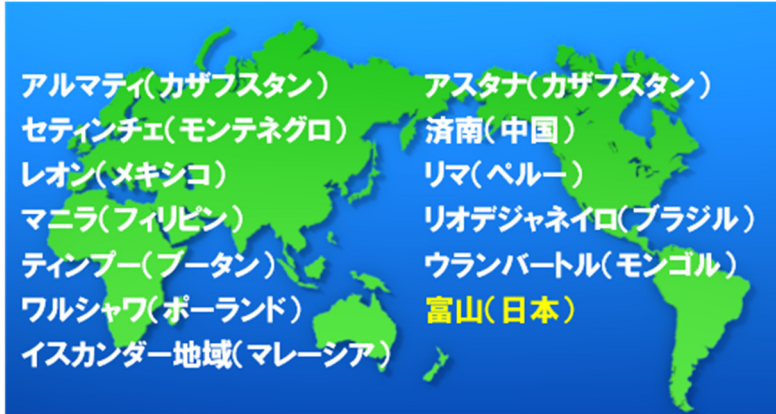 アルマティ(カザフスタン)
セティンチェ(モンテネグロ)
レオン(メキシコ)
マニラ(フィリピン)
ティンプー(ブータン)
ワルシャワ(ポーランド)
イスカンダー地域(マレーシア)
アスタナ(カザフスタン)
済南(中国)
リマ(ペルー)
リオデジャネイロ(ブラジル)
ウランバートル(モンゴル)
富山(日本)